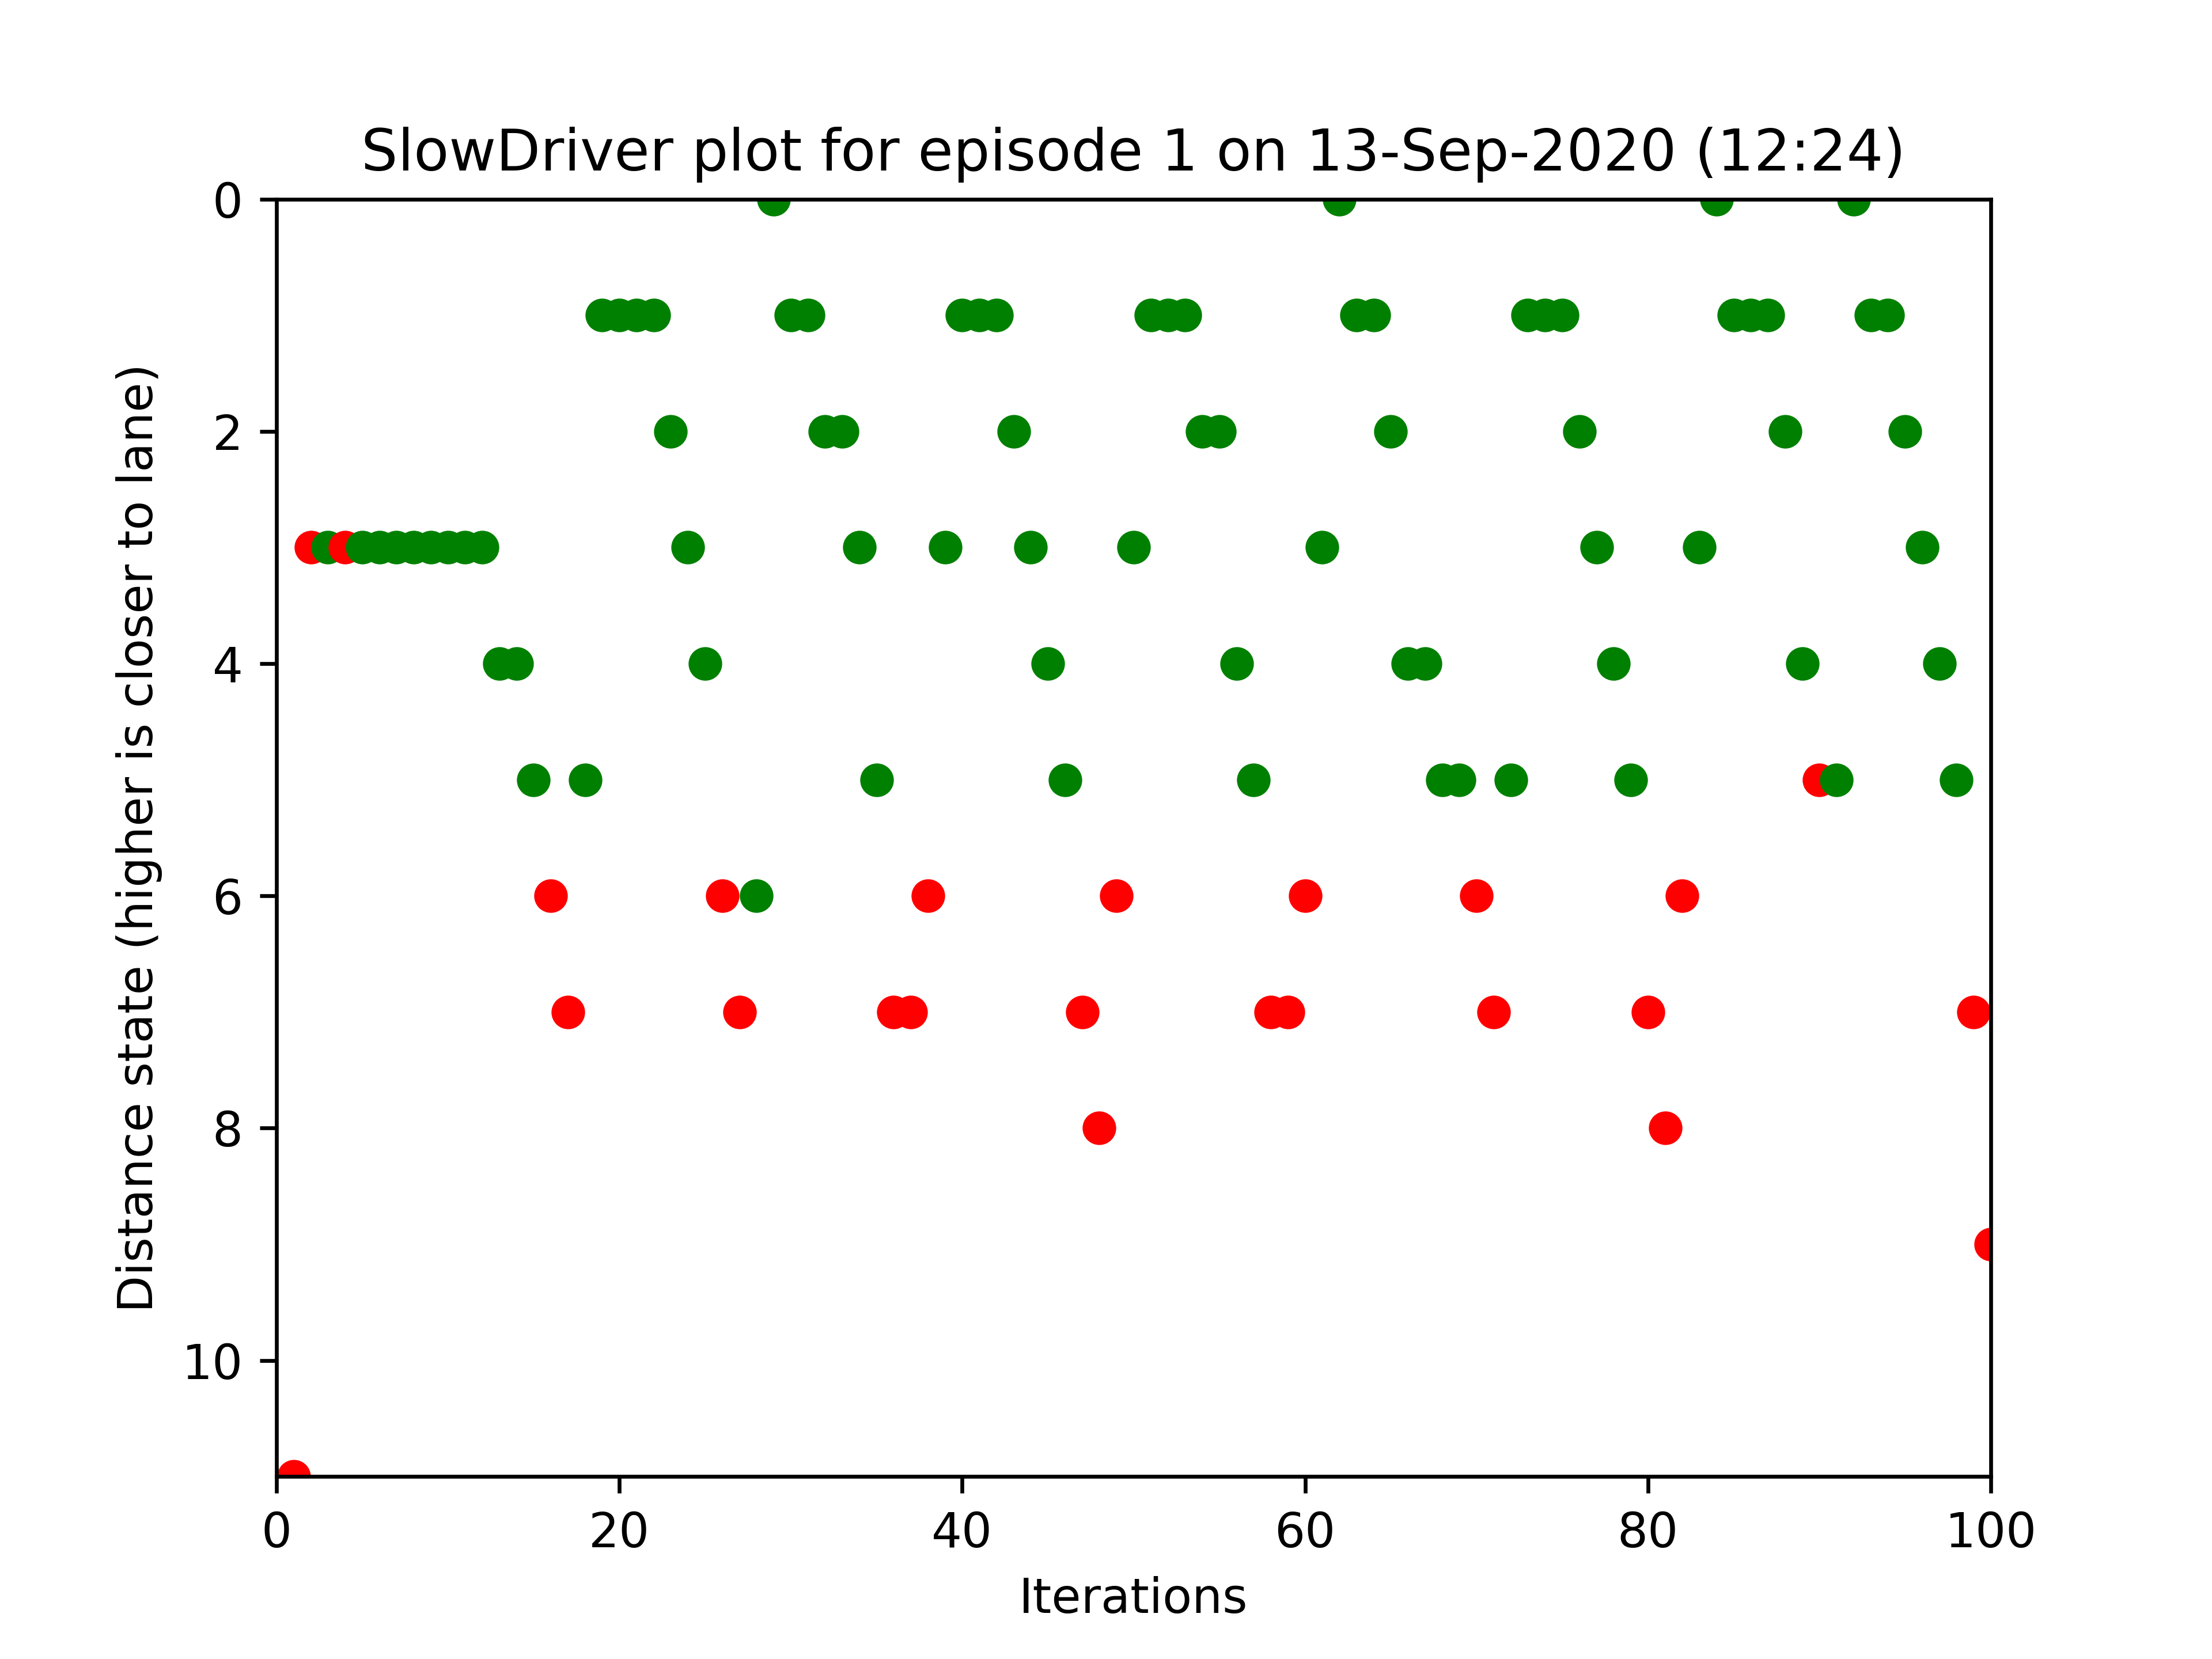 SlowDriver plot for episode 1 on 13-Sep-2020 (12:24)
Distance state (higher is closer to lane)
0
2
4
6
8
10
0 20 40 60 80 100
Iterations